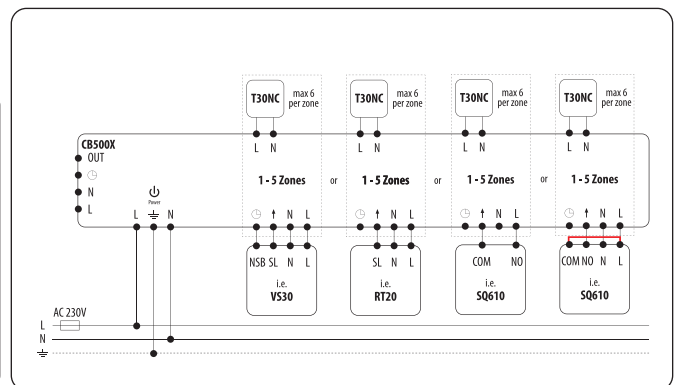 T30NC max 6 per zone T30NC max 6 per zone T30NC max 6 per zone T30NC max 6 per zone
CB500X
OUT
L N L N L N L N
N
L
Power
1 - 5 Zones or 1 - 5 Zones or 1 - 5 Zones or 1 - 5 Zones
L N N L N L N L N L
NSB SL N L SL N L COM NO COM NO N L
i.e. i.e. i.e. i.e.
VS30 RT20 SQ610 SQ610
AC 230V
L
N